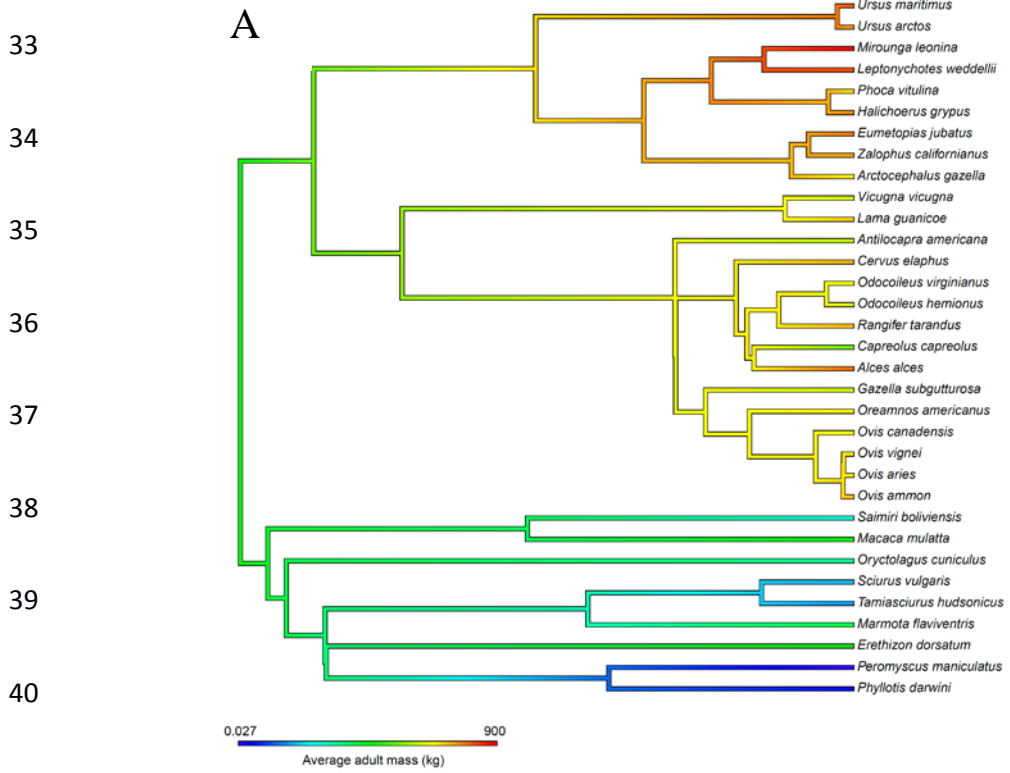 A
Ursus maritimus
Ursus arctos
33
Mirounga leonina
Leptonychotes weddellii
Phoca vitulina
Halichoerus grypus
34
Eumetopias jubatus
Zalophus californianus
Arctocephalus gazella
Vicugna vicugna
35
Lama guanicoe
Antilocapra americana
Cervus elaphus
Odocoileus virginianus
Odocoileus hemionus
36
Rangifer tarandus
Capreolus capreolus
Alces alces
Gazella subgutturosa
37
Oreamnos americanus
Ovis canadensis
Ovis vignei
Ovis aries
Ovis ammon
38
Saimiri boliviensis
Macaca mulatta
Oryctolagus cuniculus
Sciurus vulgaris
39
Tamiasciurus hudsonicus
Marmota flaviventris
Erethizon dorsatum
Peromyscus maniculatus
40
Phyllotis darwini
0.027 900
Average adult mass (kg)